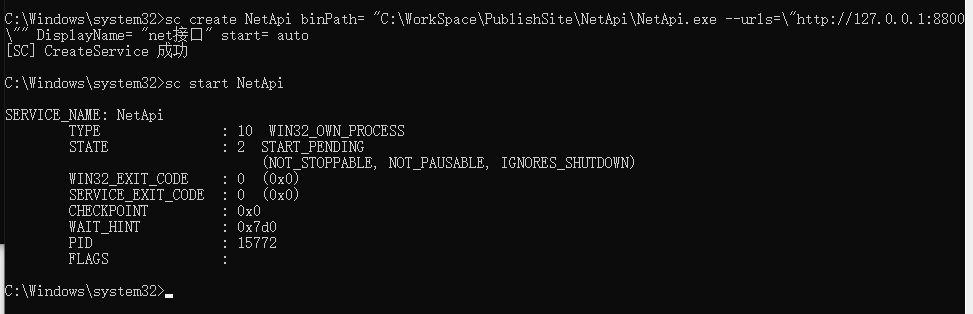 C:\Windows\system32>sc create NetApi binPath= "C:\WorkSpace\PublishSite\NetApi\NetApi.exe --urls=\"http://127.0.0.1:8800
\"" DisplayName= "net接口" start= auto
[SC] CreateService 成功
C:\Windows\system32>sc start NetApi
SERVICE_NAME: NetApi
        TYPE               : 10  WIN32_OWN_PROCESS
        STATE              : 2  START_PENDING
                                (NOT_STOPPABLE, NOT_PAUSABLE, IGNORES_SHUTDOWN)
        WIN32_EXIT_CODE    : 0  (0x0)
        SERVICE_EXIT_CODE  : 0  (0x0)
        CHECKPOINT         : 0x0
        WAIT_HINT          : 0x7d0
        PID                : 15772
        FLAGS              :
C:\Windows\system32>